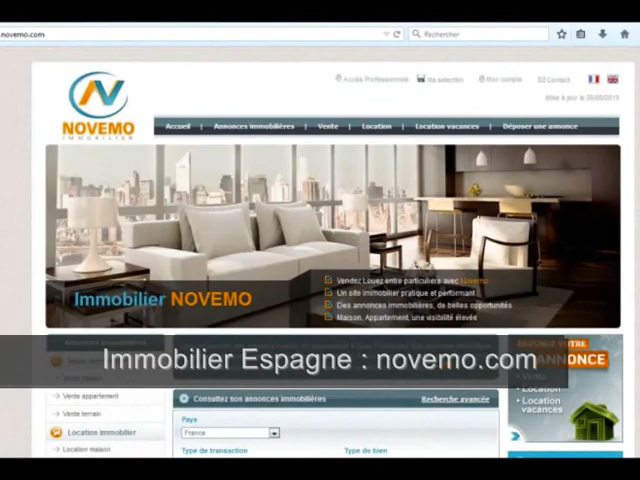 .novemo.com
Rechercher
Accès Professionnels
Ma selection
Mon compte
Contact
Mise à jour le 26/08/2015
NOVEMO
IMMOBILIER
Accueil | Annonces immobilières | Vente | Location | Location vacances | Déposer une annonce
Immobilier NOVEMO
Vendez Louez entre particuliers avec Novemo
Un site immobilier pratique et performant
Des annonces immobilières, de belles opportunités
Maison, Appartement, une visibilité élevée
Immobilier Espagne : novemo.com
DEPOSEZ VOTRE
ANNONCE
Vente
Location
Location
vacances
Vente appartement
Vente terrain
Location immobilier
Location maison
Consultez nos annonces immobilières
Recherche avancée
Pays
France
Type de transaction
Type de bien